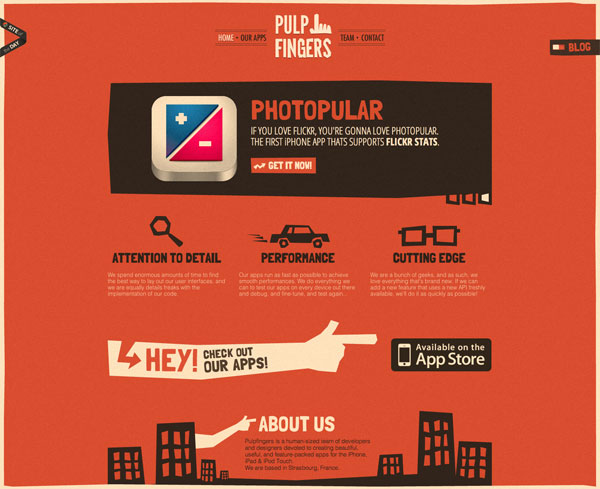 SITE
OF
THE
DAY
PULP
FINGERS
HOME • OUR APPS
TEAM • CONTACT
BLOG
PHOTOPULAR
IF YOU LOVE FLICKR, YOU'RE GONNA LOVE PHOTOPULAR.
THE FIRST IPHONE APP THATS SUPPORTS FLICKR STATS.
GET IT NOW!
ATTENTION TO DETAIL
We spend enormous amounts of time to find
the best way to lay out our user interfaces, and
we are equally details freaks with the
implementation of our code.
PERFORMANCE
Our apps run as fast as possible to achieve
smooth performances. We do everything we
can to test our apps on every device out there
and debug, and fine-tune, and test again...
CUTTING EDGE
We are a bunch of geeks, and as such, we
love everything that's brand new. If we can
add a new feature that uses a new API freshly
available, we'll do it as quickly as possible!
HEY!
CHECK OUT
OUR APPS!
Available on the
App Store
ABOUT US
Pulpfingers is a human-sized team of developers
and designers devoted to creating beautiful,
useful, and feature-packed apps for the iPhone,
iPad & iPod Touch.
We are based in Strasbourg, France.